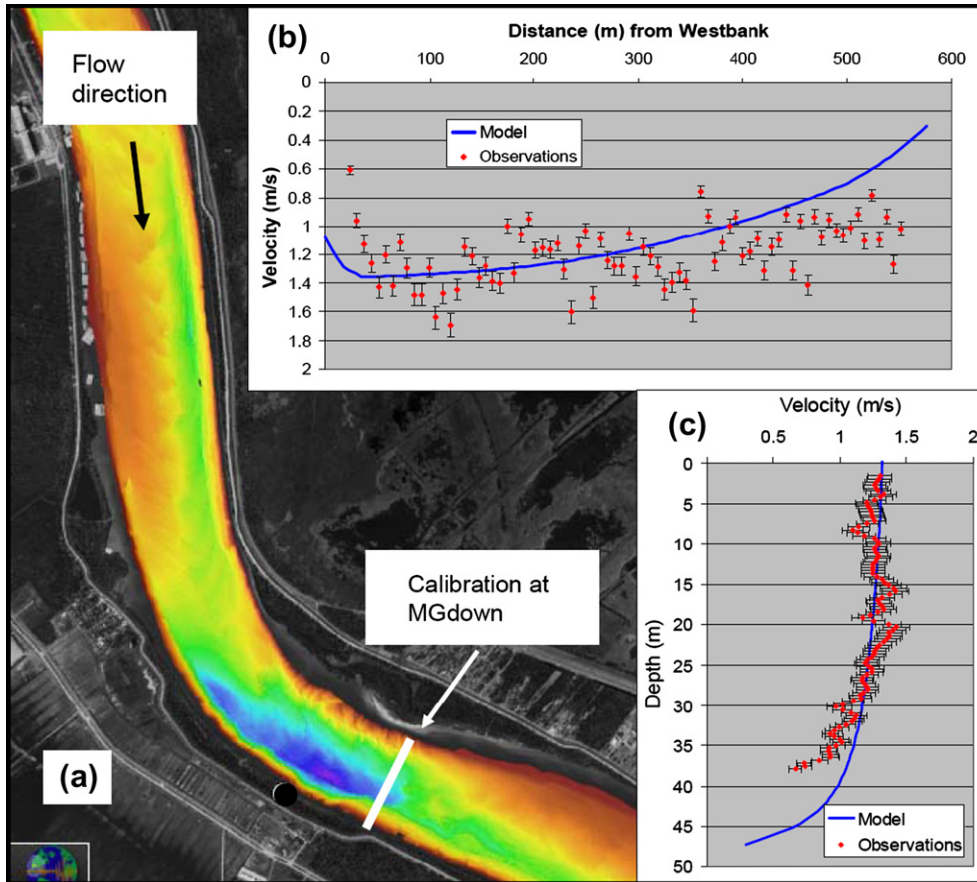 Flow
direction
Calibration at
MGdown
(a)
(b)
Distance (m) from Westbank
0 100 200 300 400 500 600
Velocity (m/s)
0
0.2
0.4
0.6
0.8
1
1.2
1.4
1.6
1.8
2
Model
Observations
(c)
Velocity (m/s)
0.5 1 1.5 2
Depth (m)
0
5
10
15
20
25
30
35
40
45
50
Model
Observations